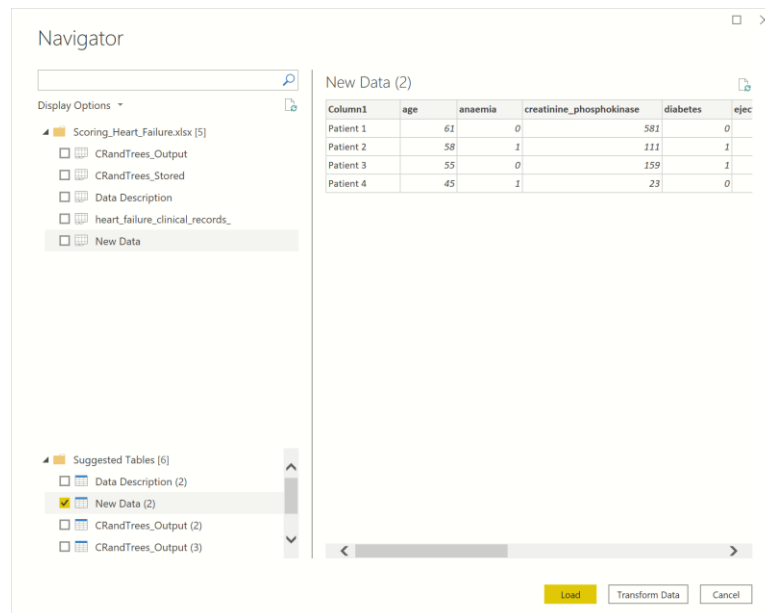 Navigator
Display Options
Scoring_Heart_Failure.xlsx [5]
CRandTrees_Output
CRandTrees_Stored
Data Description
heart_failure_clinical_records_
New Data
Suggested Tables [6]
Data Description (2)
New Data (2)
CRandTrees_Output (2)
CRandTrees_Output (3)
New Data (2)
Column1 age anaemia creatinine_phosphokinase diabetes ejec
Patient 1 61 0 581 0
Patient 2 58 1 111 1
Patient 3 55 0 159 1
Patient 4 45 1 23 0
Load Transform Data Cancel